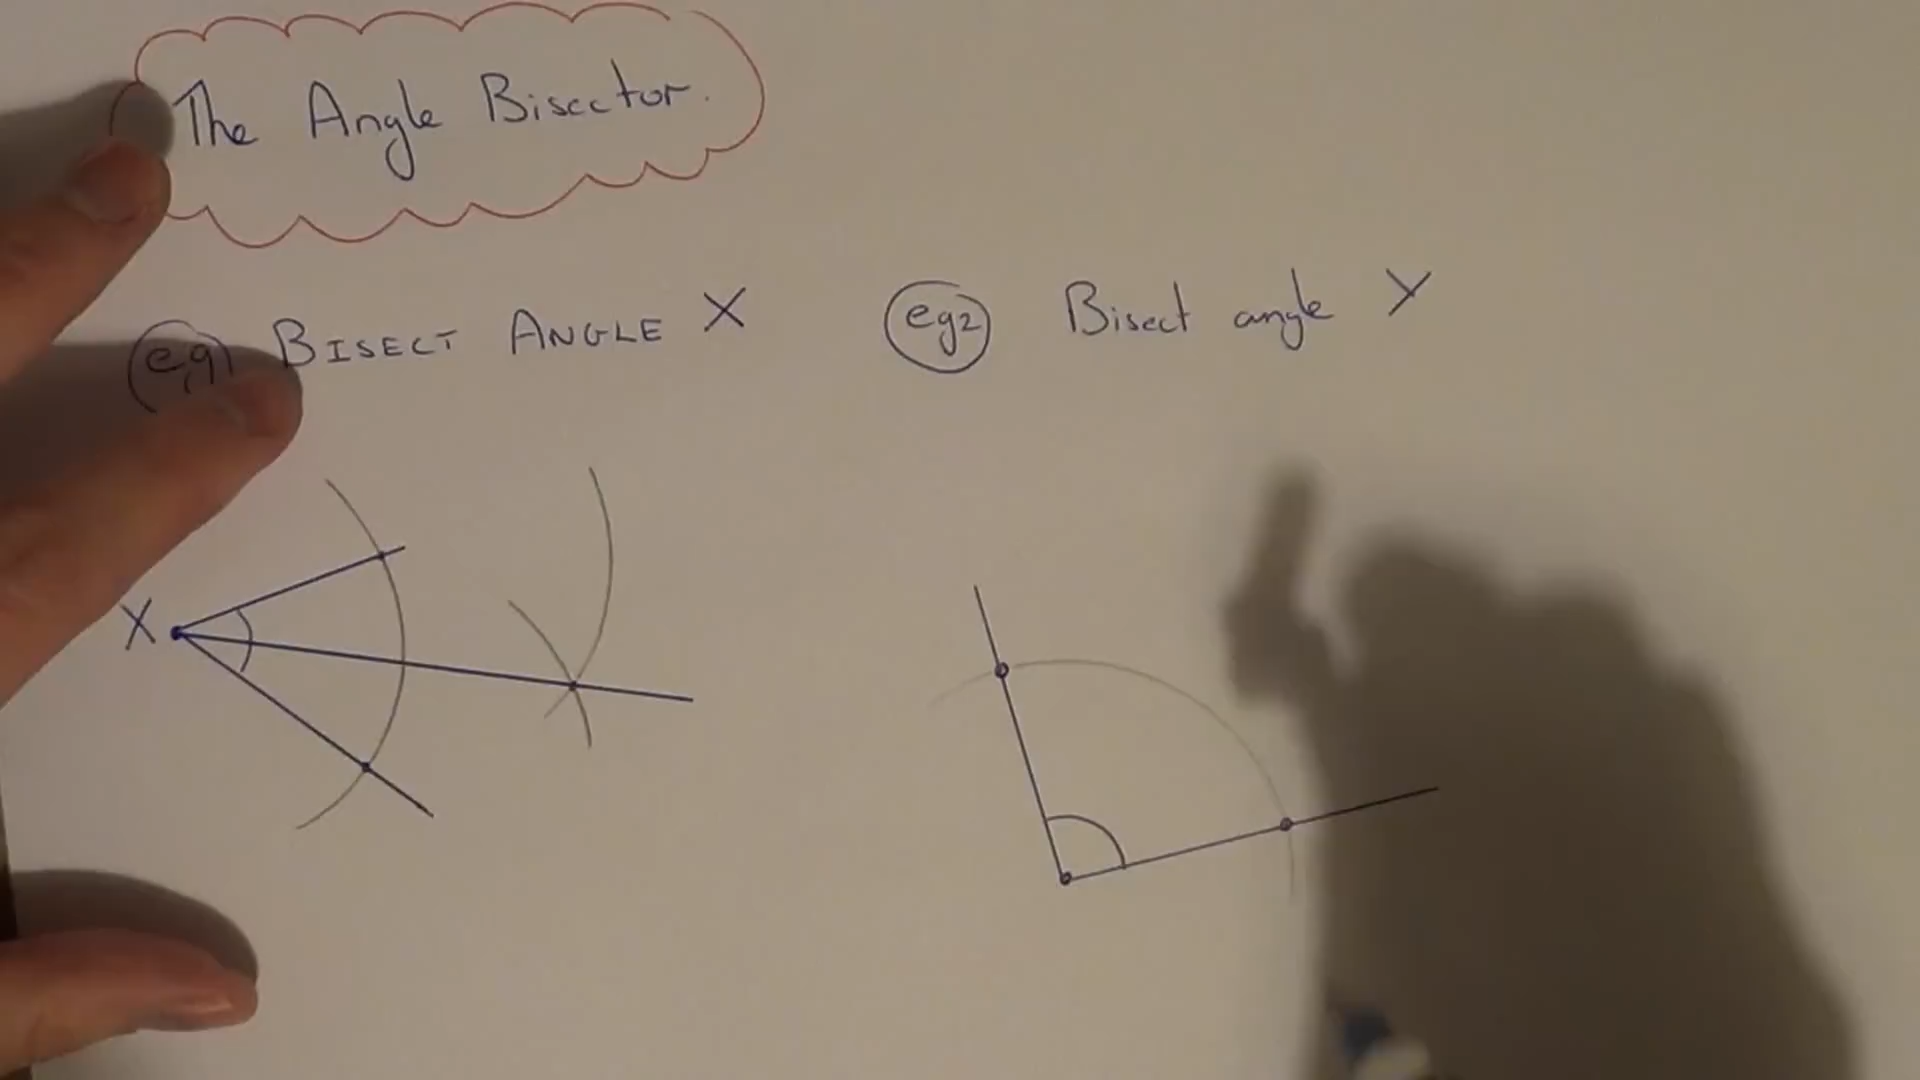 The Angle Bisector.
eg1 BISECT ANGLE X
eg2 Bisect angle Y
X